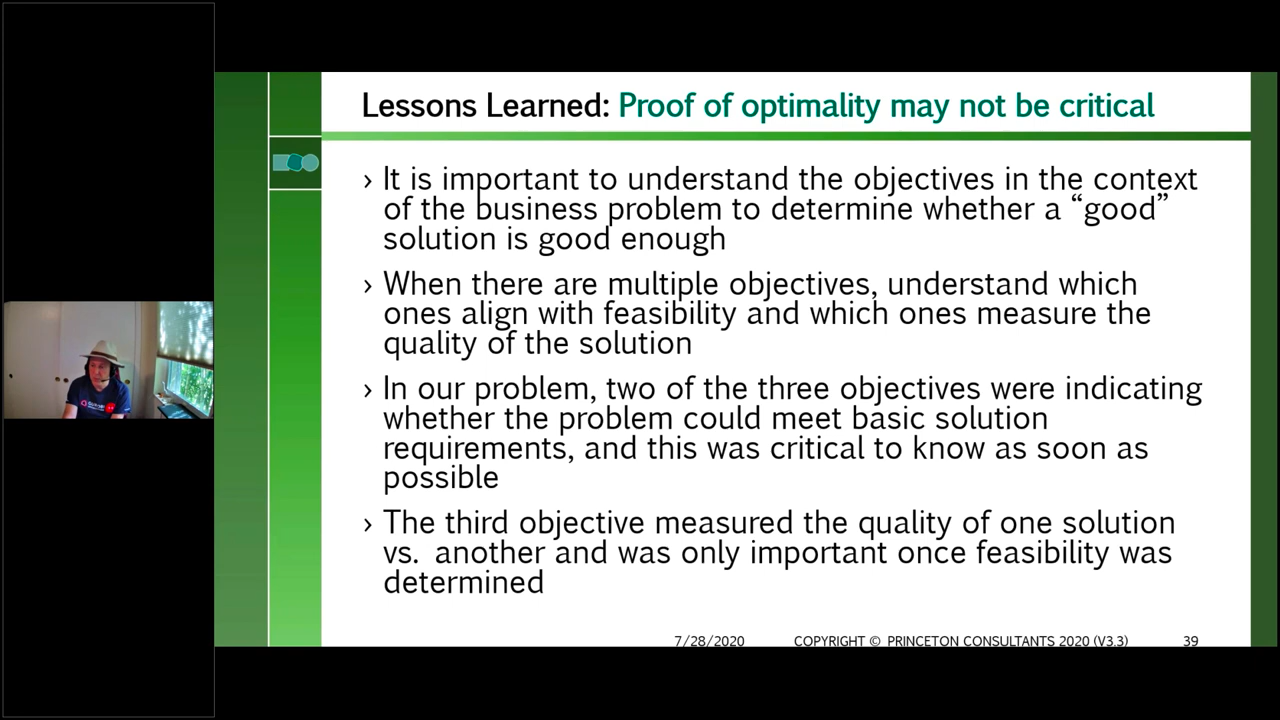 Lessons Learned: Proof of optimality may not be critical
› It is important to understand the objectives in the context
of the business problem to determine whether a “good”
solution is good enough
› When there are multiple objectives, understand which
ones align with feasibility and which ones measure the
quality of the solution
› In our problem, two of the three objectives were indicating
whether the problem could meet basic solution
requirements, and this was critical to know as soon as
possible
› The third objective measured the quality of one solution
vs. another and was only important once feasibility was
determined
7/28/2020 COPYRIGHT © PRINCETON CONSULTANTS 2020 (V3.3) 39